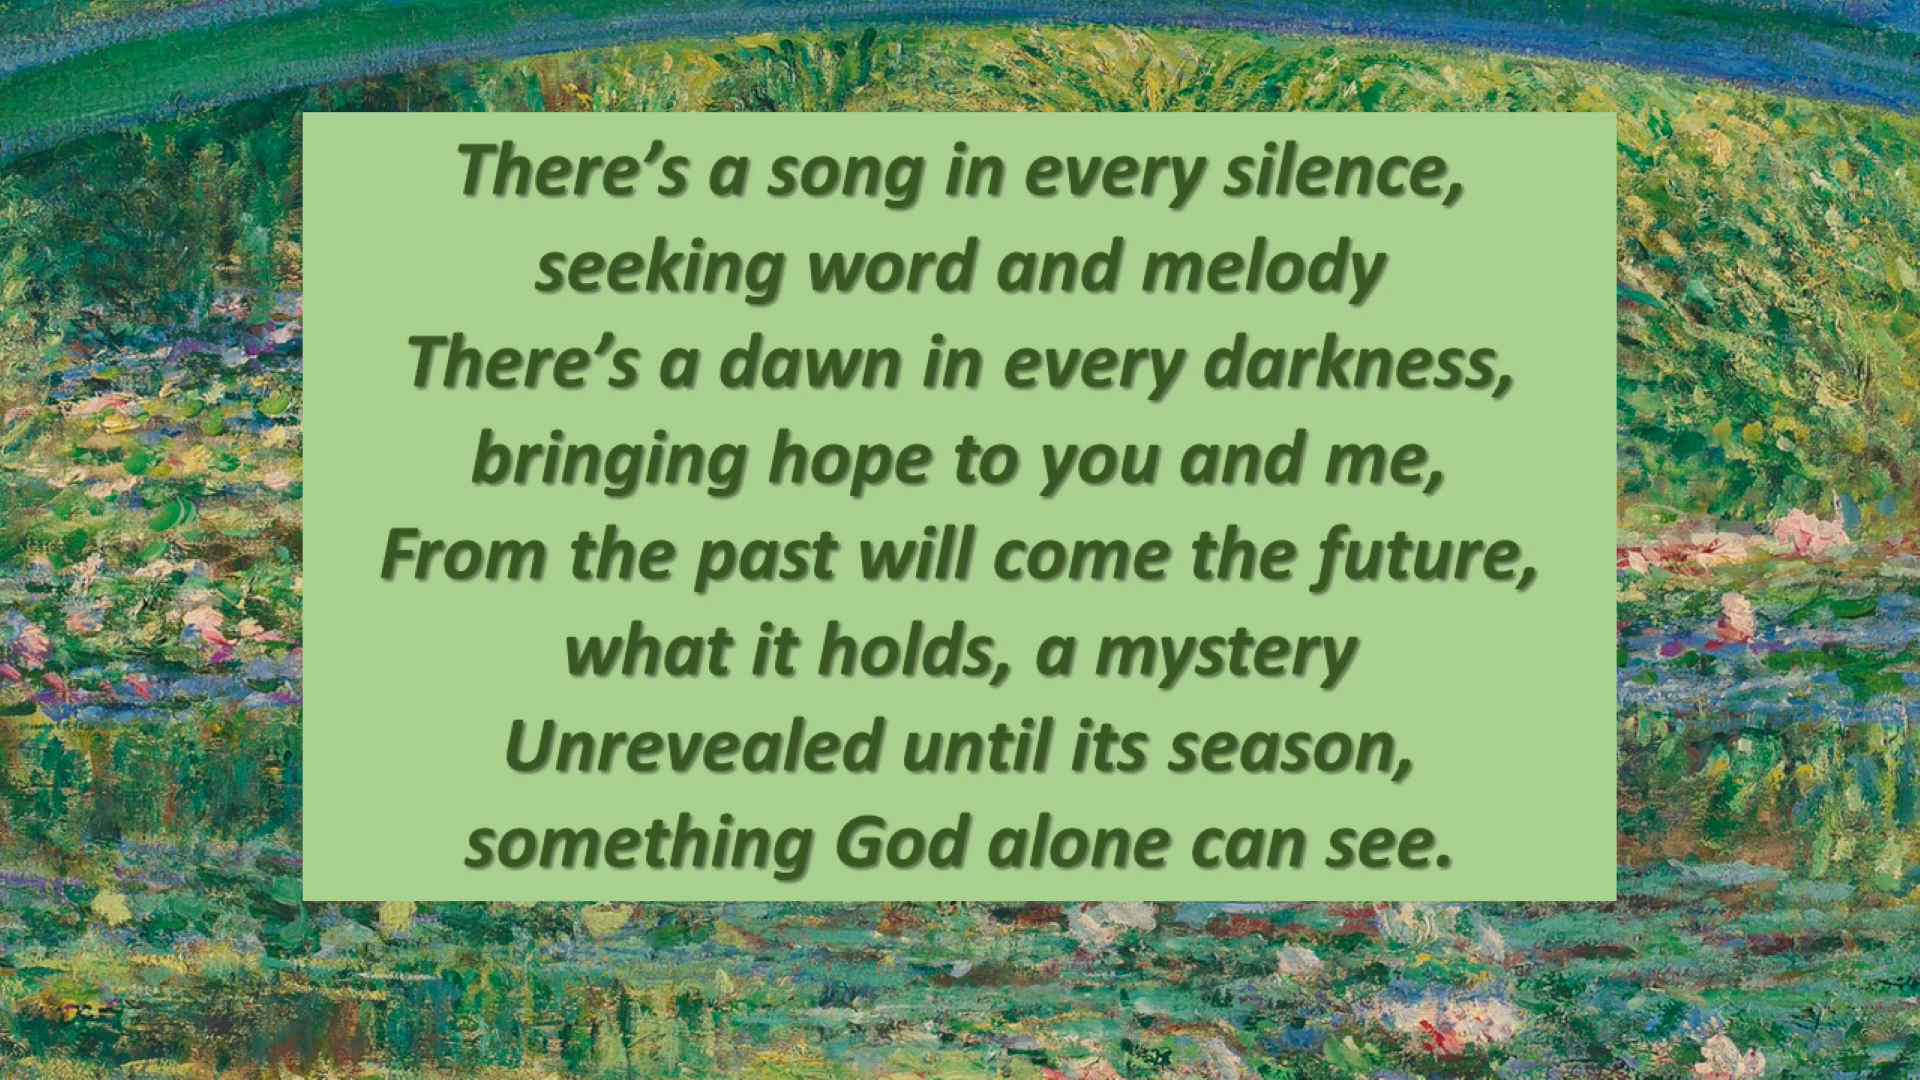 There’s a song in every silence,
seeking word and melody
There’s a dawn in every darkness,
bringing hope to you and me,
From the past will come the future,
what it holds, a mystery
Unrevealed until its season,
something God alone can see.